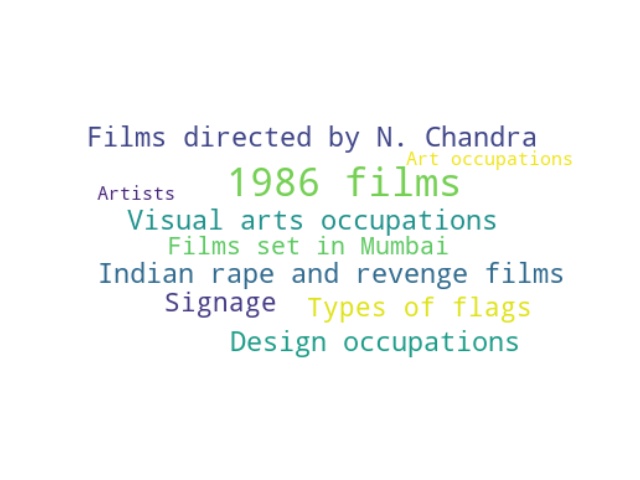 Films directed by N. Chandra
Art occupations
1986 films
Artists
Visual arts occupations
Films set in Mumbai
Indian rape and revenge films
Signage
Types of flags
Design occupations